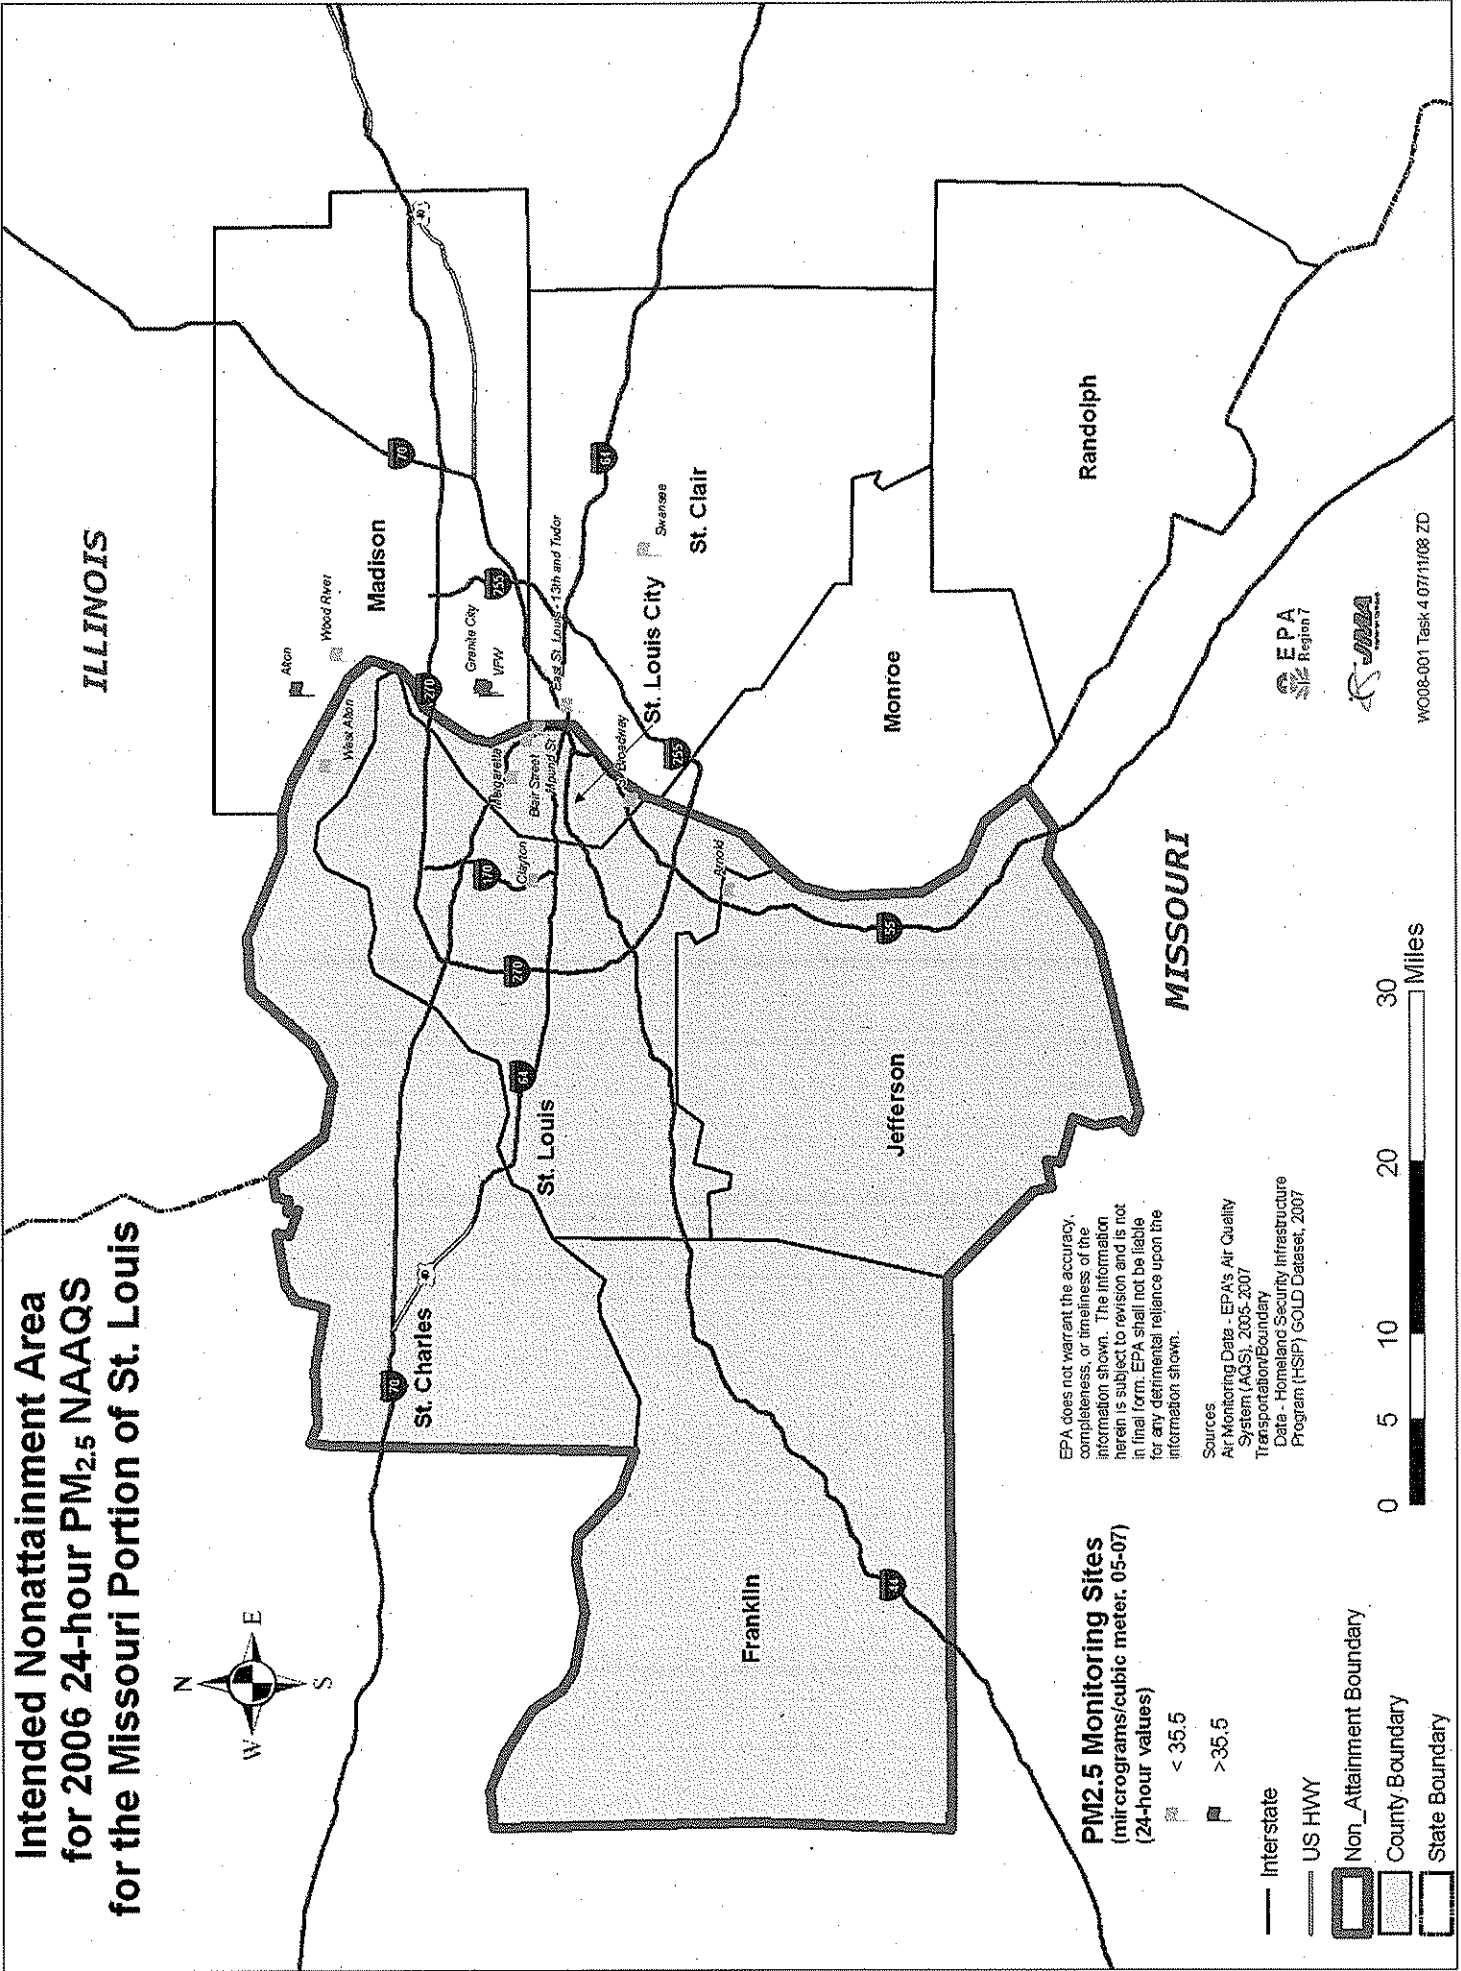 Intended Nonattainment Area
for 2006 24-hour PM2.5 NAAQS
for the Missouri Portion of St. Louis
N
W
E
S
ILLINOIS
Alton
Wood River
West Alton
Madison
Granite City
VFW
70
40
270
255
Margaretta
Blair Street
Mound St
East St. Louis - 13th and Tudor
64
Swansea
St. Clair
St. Louis City
S. Broadway
255
Clayton
170
270
64
St. Louis
40
70
St. Charles
Arnold
55
Monroe
Randolph
Jefferson
Franklin
44
MISSOURI
PM2.5 Monitoring Sites
(mircrograms/cubic meter, 05-07)
(24-hour values)
< 35.5
>35.5
Interstate
US HWY
Non_Attainment Boundary
County Boundary
State Boundary
EPA does not warrant the accuracy,
completeness, or timeliness of the
information shown. The information
herein is subject to revision and is not
in final form. EPA shall not be liable
for any detrimental reliance upon the
information shown.
Sources
Air Monitoring Data - EPA's Air Quality
System (AQS), 2005-2007
Transportation/Boundary
Data - Homeland Security Infrastructure
Program (HSIP) GOLD Dataset, 2007
0 5 10 20 30
Miles
EPA
Region 7
JMA
WO08-001 Task 4 07/11/08 ZD